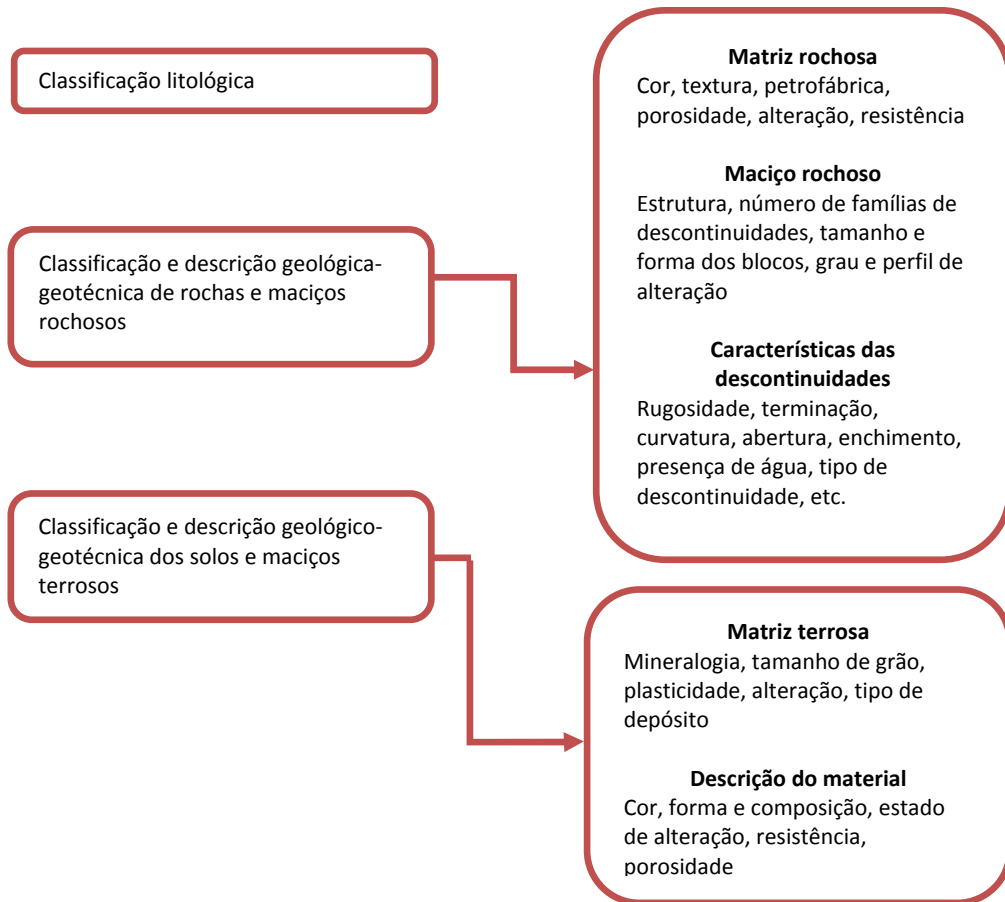 Classificação litológica
Matriz rochosa
Cor, textura, petrofábrica,
porosidade, alteração, resistência
Maciço rochoso
Estrutura, número de famílias de
descontinuidades, tamanho e
forma dos blocos, grau e perfil de
alteração
Características das
descontinuidades
Rugosidade, terminação,
curvatura, abertura, enchimento,
presença de água, tipo de
descontinuidade, etc.
Classificação e descrição geológica-
geotécnica de rochas e maciços
rochosos
Classificação e descrição geológico-
geotécnica dos solos e maciços
terrosos
Matriz terrosa
Mineralogia, tamanho de grão,
plasticidade, alteração, tipo de
depósito
Descrição do material
Cor, forma e composição, estado
de alteração, resistência,
porosidade